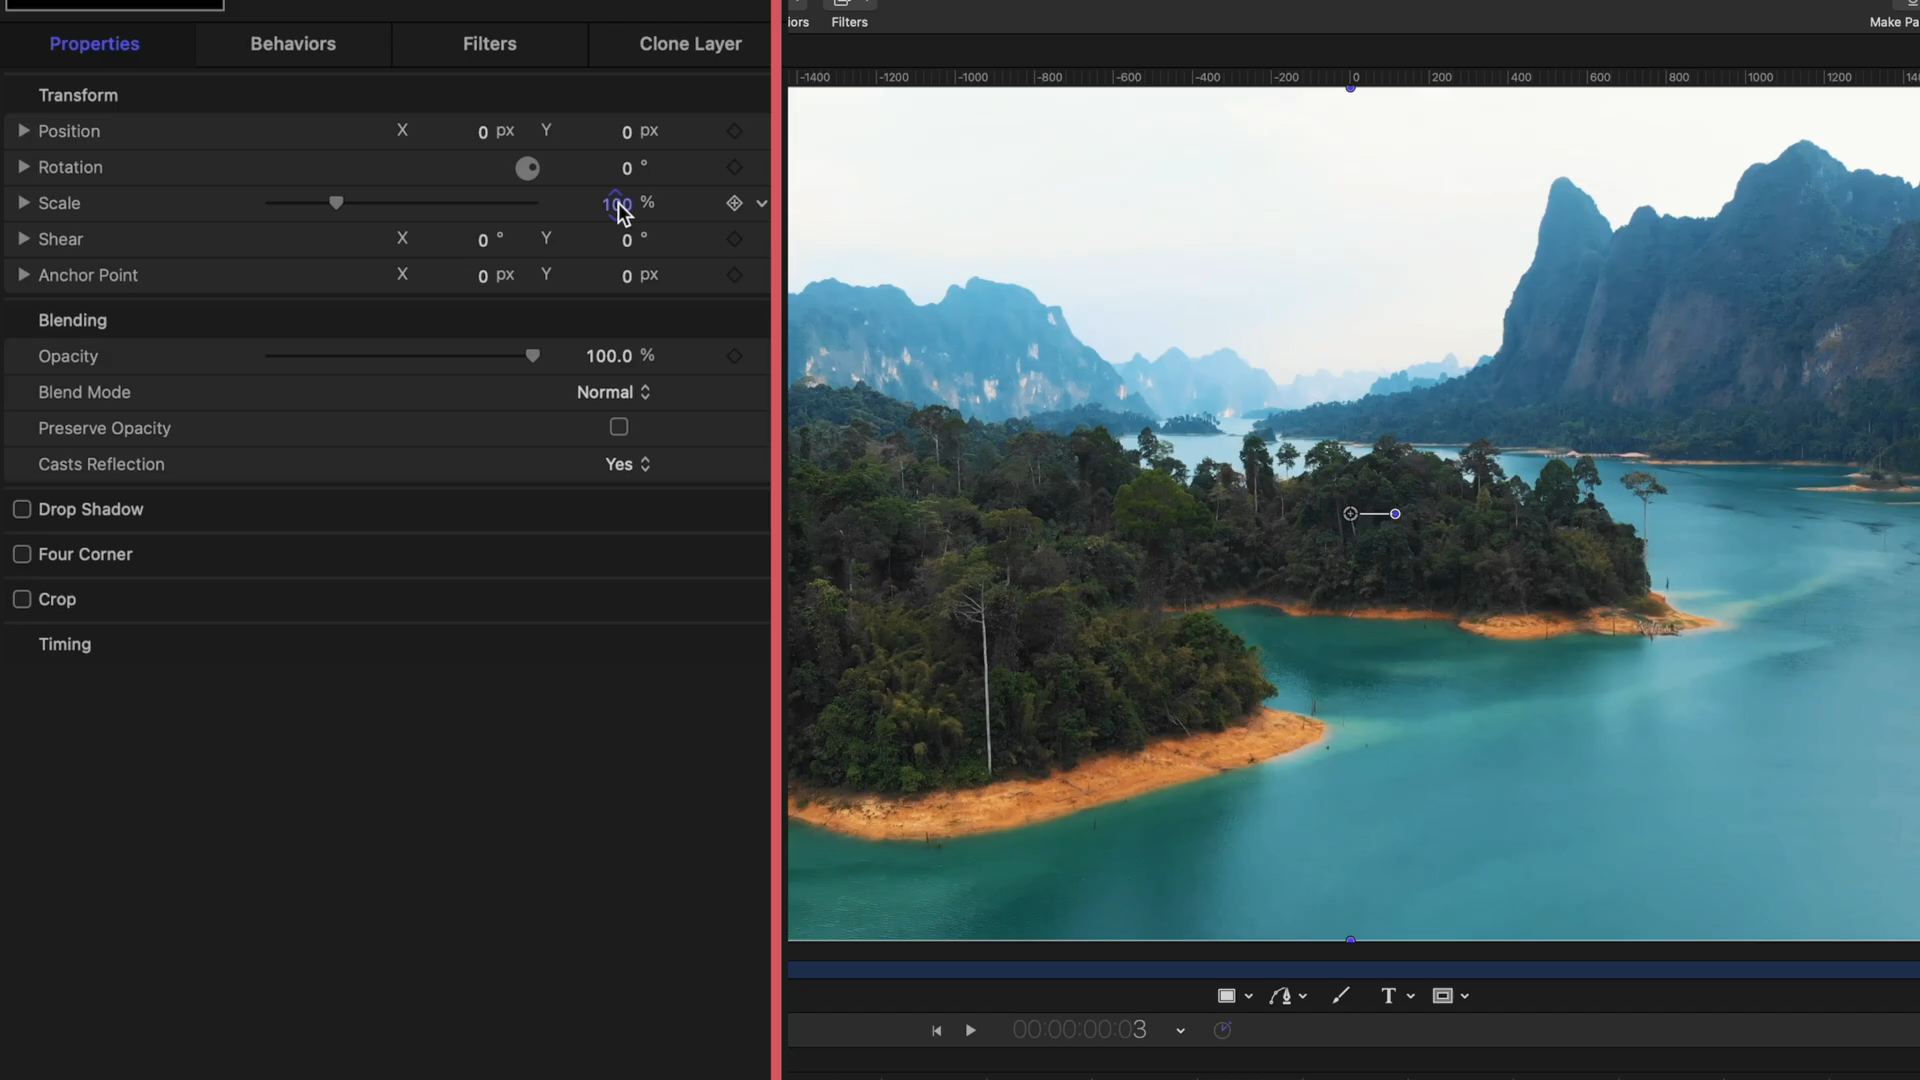 Properties Behaviors Filters Clone Layer
Transform
Position X 0 px Y 0 px
Rotation 0 °
Scale 100 %
Shear X 0 ° Y 0 °
Anchor Point X 0 px Y 0 px
Blending
Opacity 100.0 %
Blend Mode Normal
Preserve Opacity
Casts Reflection Yes
Drop Shadow
Four Corner
Crop
Timing
iors Filters Make Pa
-1400 -1200 -1000 -800 -600 -400 -200 0 200 400 600 800 1000 1200 14
T
00:00:00:03